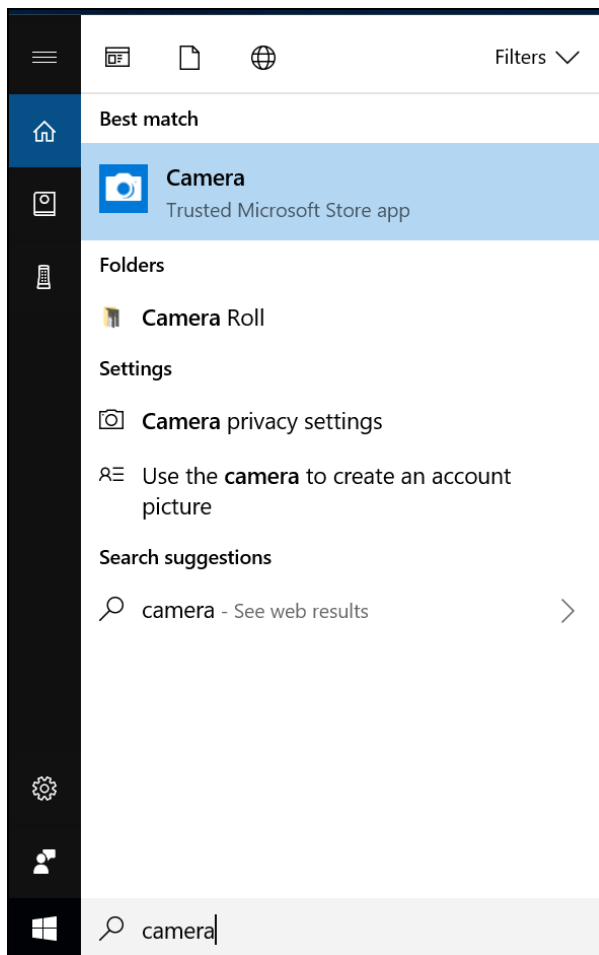 Filters
Best match
Camera
Trusted Microsoft Store app
Folders
Camera Roll
Settings
Camera privacy settings
Use the camera to create an account
picture
Search suggestions
camera - See web results
camera